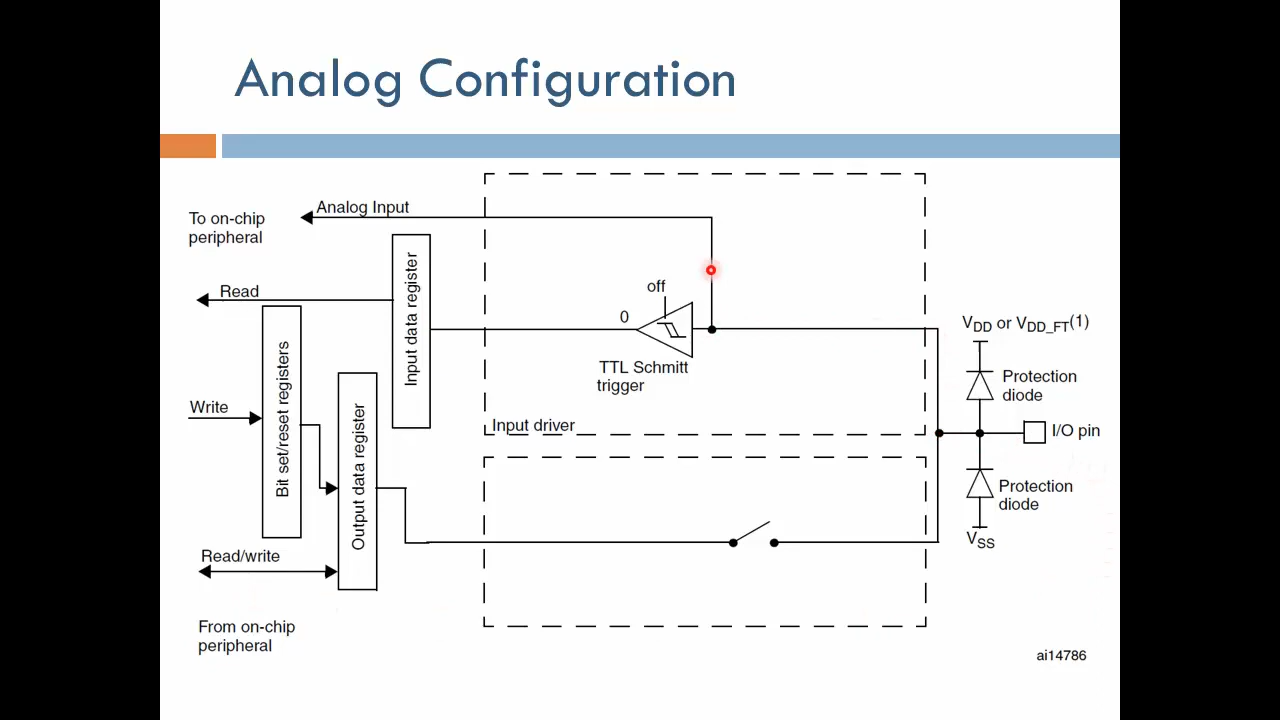 Analog Configuration
To on-chip
peripheral
Analog Input
Read
Input data register
off
0
TTL Schmitt
trigger
Input driver
Bit set/reset registers
Write
Output data register
Read/write
From on-chip
peripheral
VDD or VDD_FT(1)
Protection
diode
I/O pin
Protection
diode
VSS
ai14786